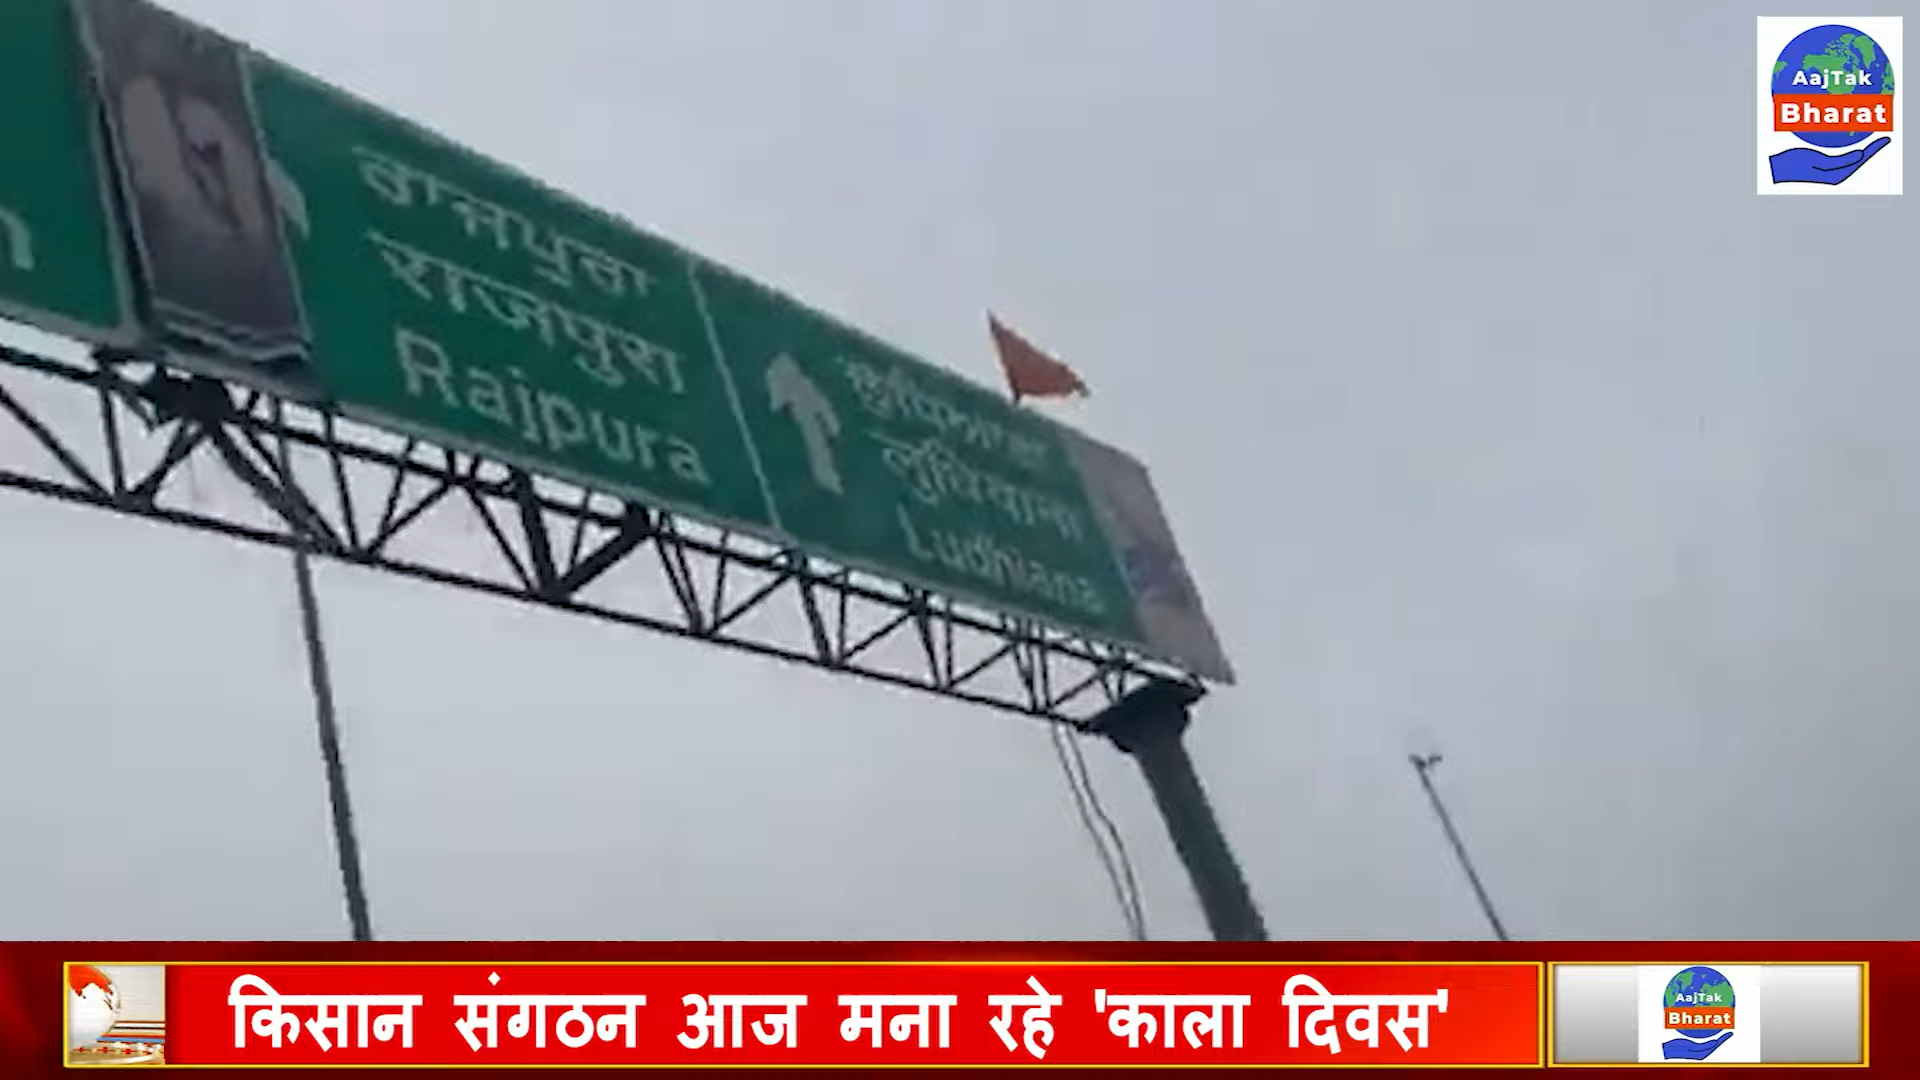 AajTak
Bharat
राजपुरा
Rajpura
लुधियाना
Ludhiana
किसान संगठन आज मना रहे 'काला दिवस'
AajTak
Bharat